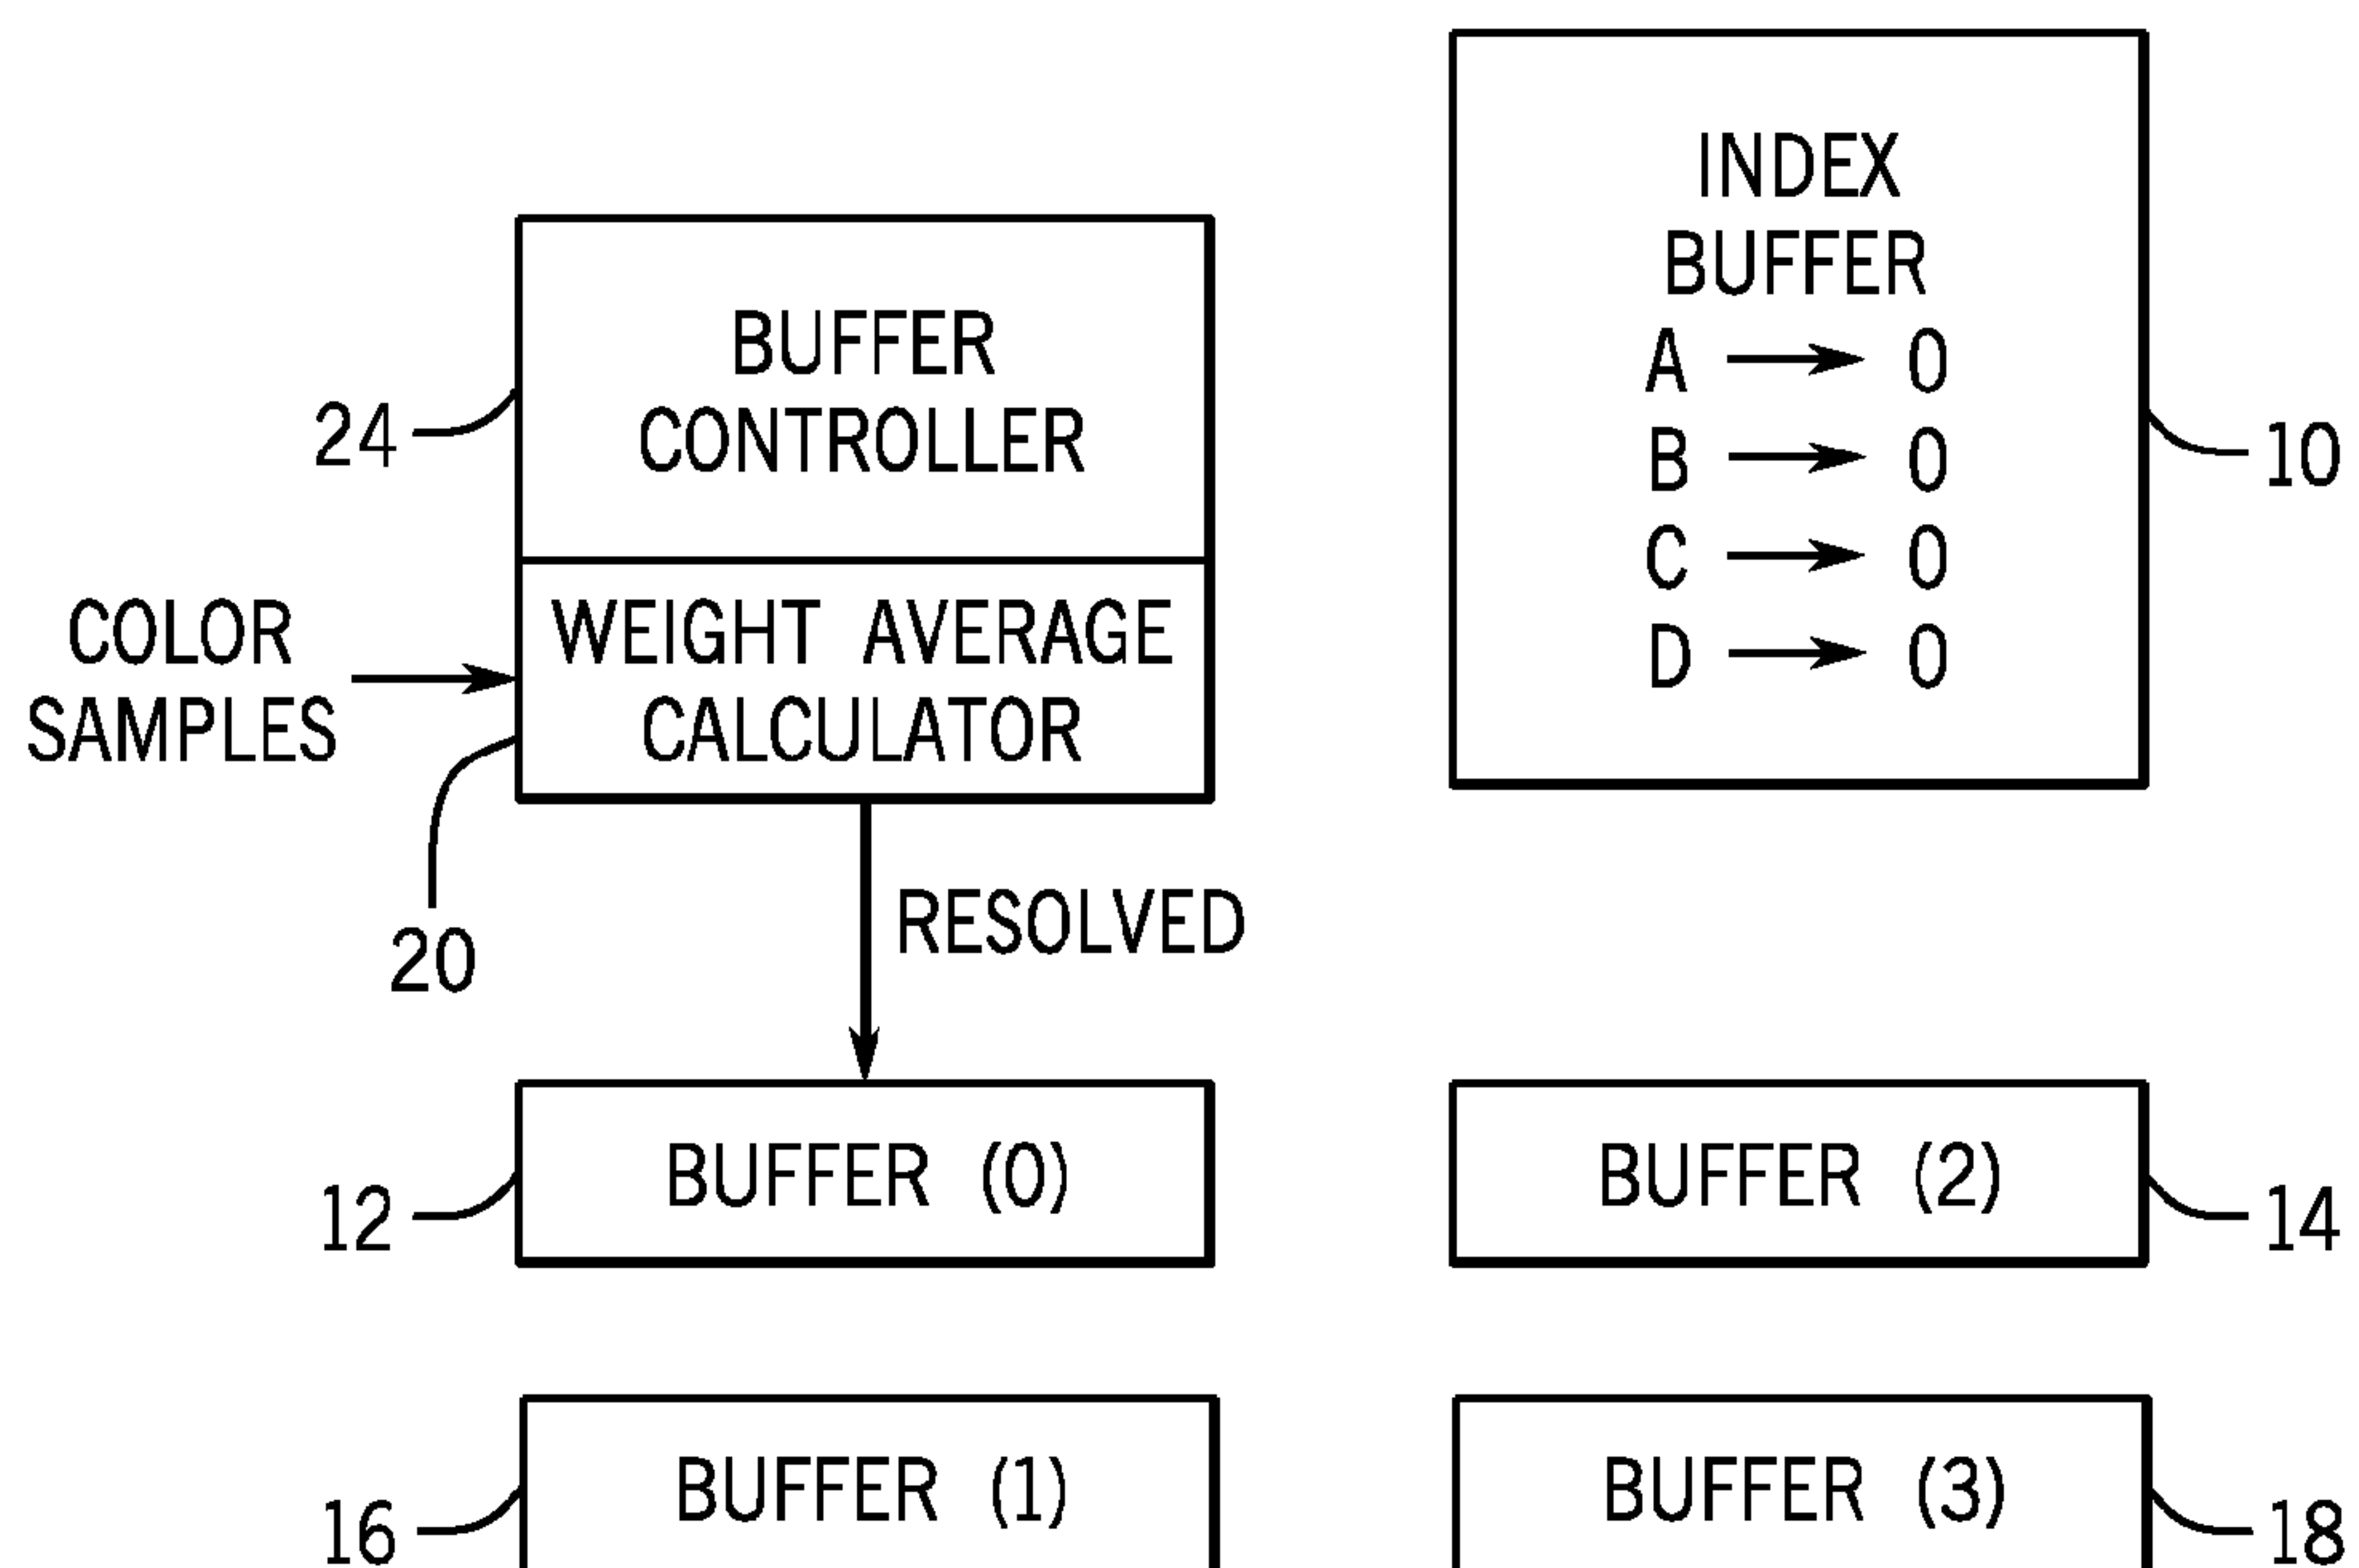 INDEX
BUFFER
A → 0
B → 0
C → 0
D → 0
10
BUFFER
CONTROLLER
24
COLOR
SAMPLES
WEIGHT AVERAGE
CALCULATOR
20
RESOLVED
BUFFER (0)
12
BUFFER (2)
14
BUFFER (1)
16
BUFFER (3)
18